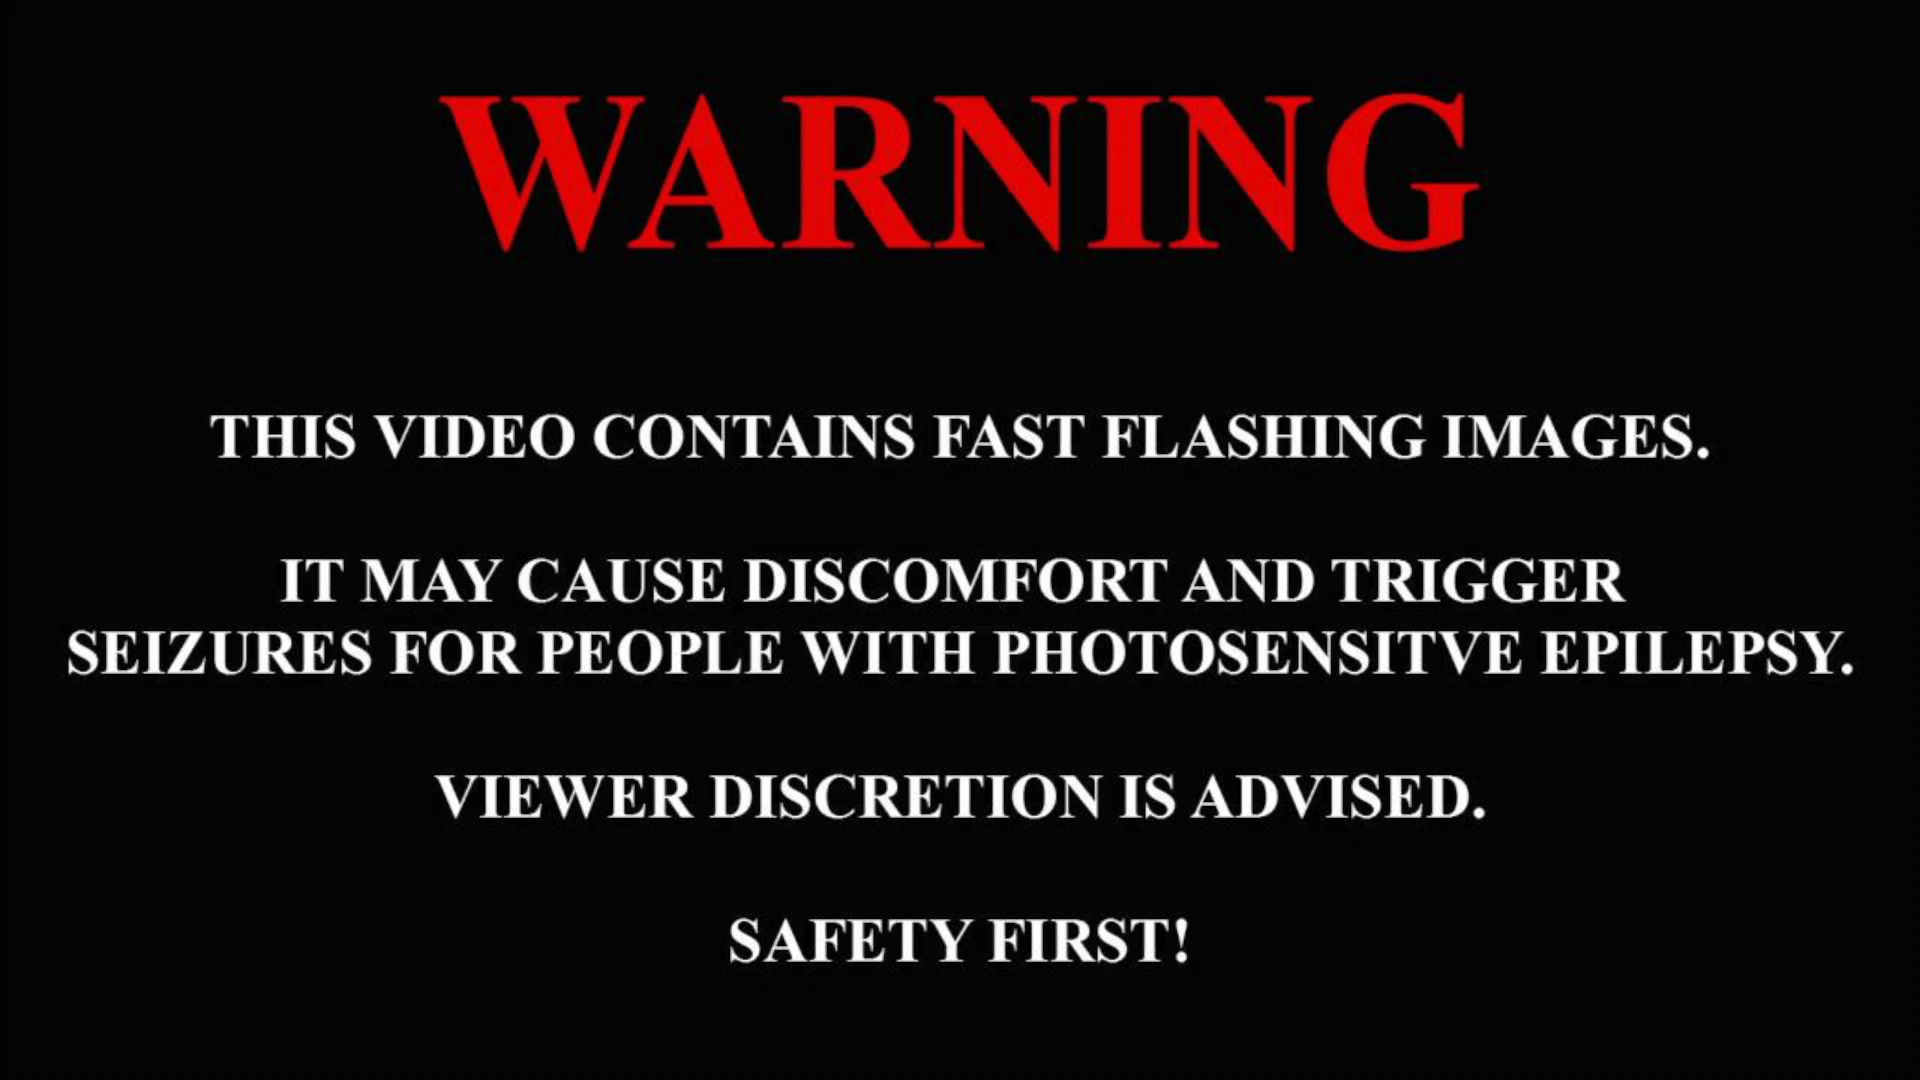 WARNING
THIS VIDEO CONTAINS FAST FLASHING IMAGES.
IT MAY CAUSE DISCOMFORT AND TRIGGER
SEIZURES FOR PEOPLE WITH PHOTOSENSITVE EPILEPSY.
VIEWER DISCRETION IS ADVISED.
SAFETY FIRST!